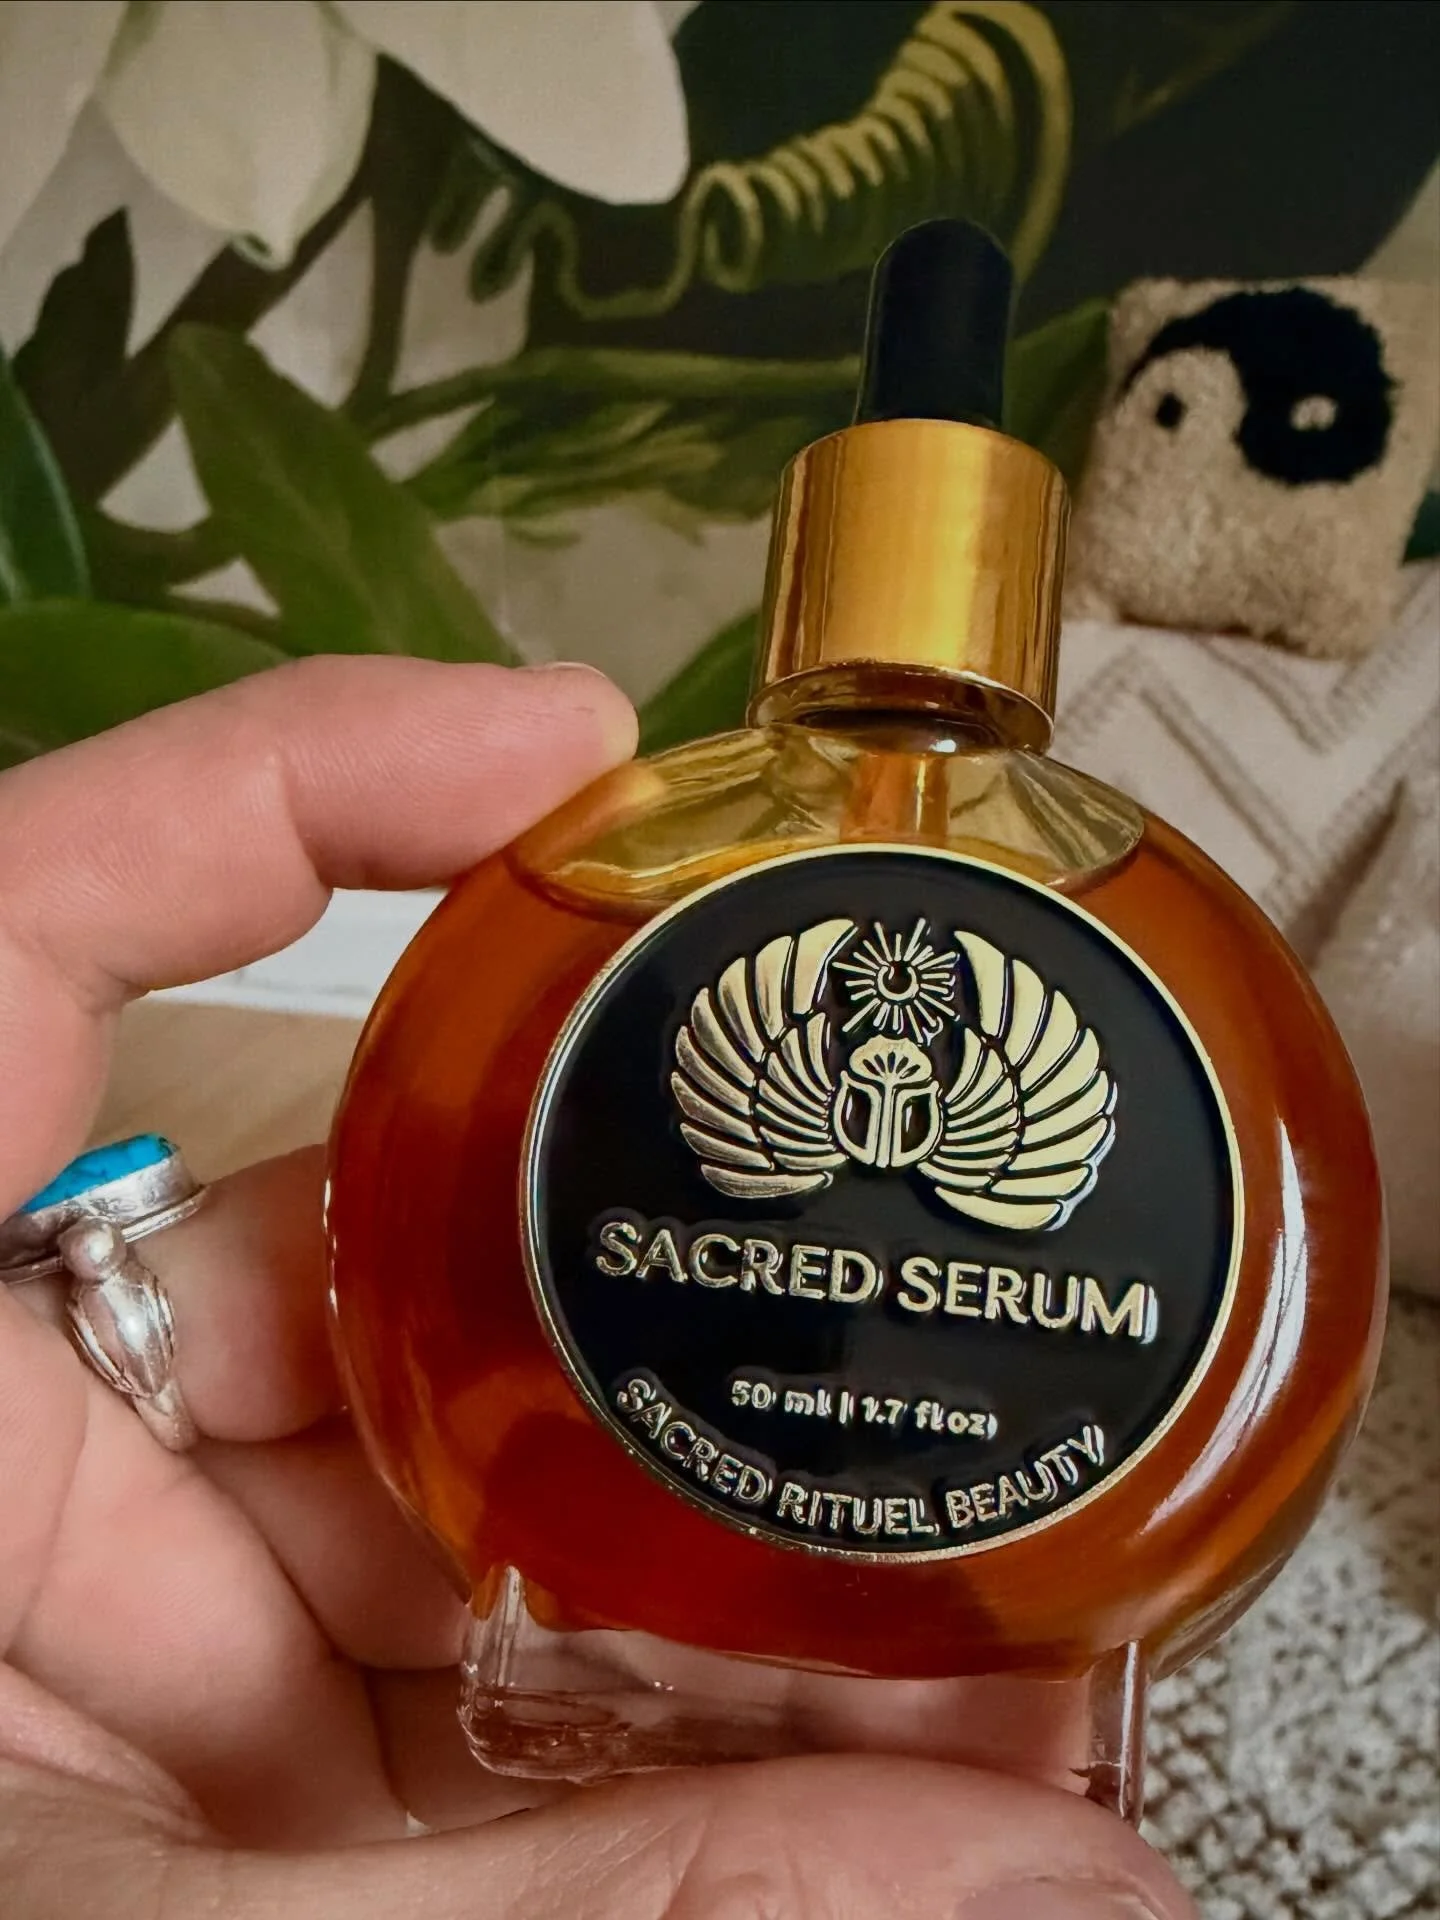 SACRED SERUM
50 ml | 1.7 fl.oz
SACRED RITUEL BEAUTY